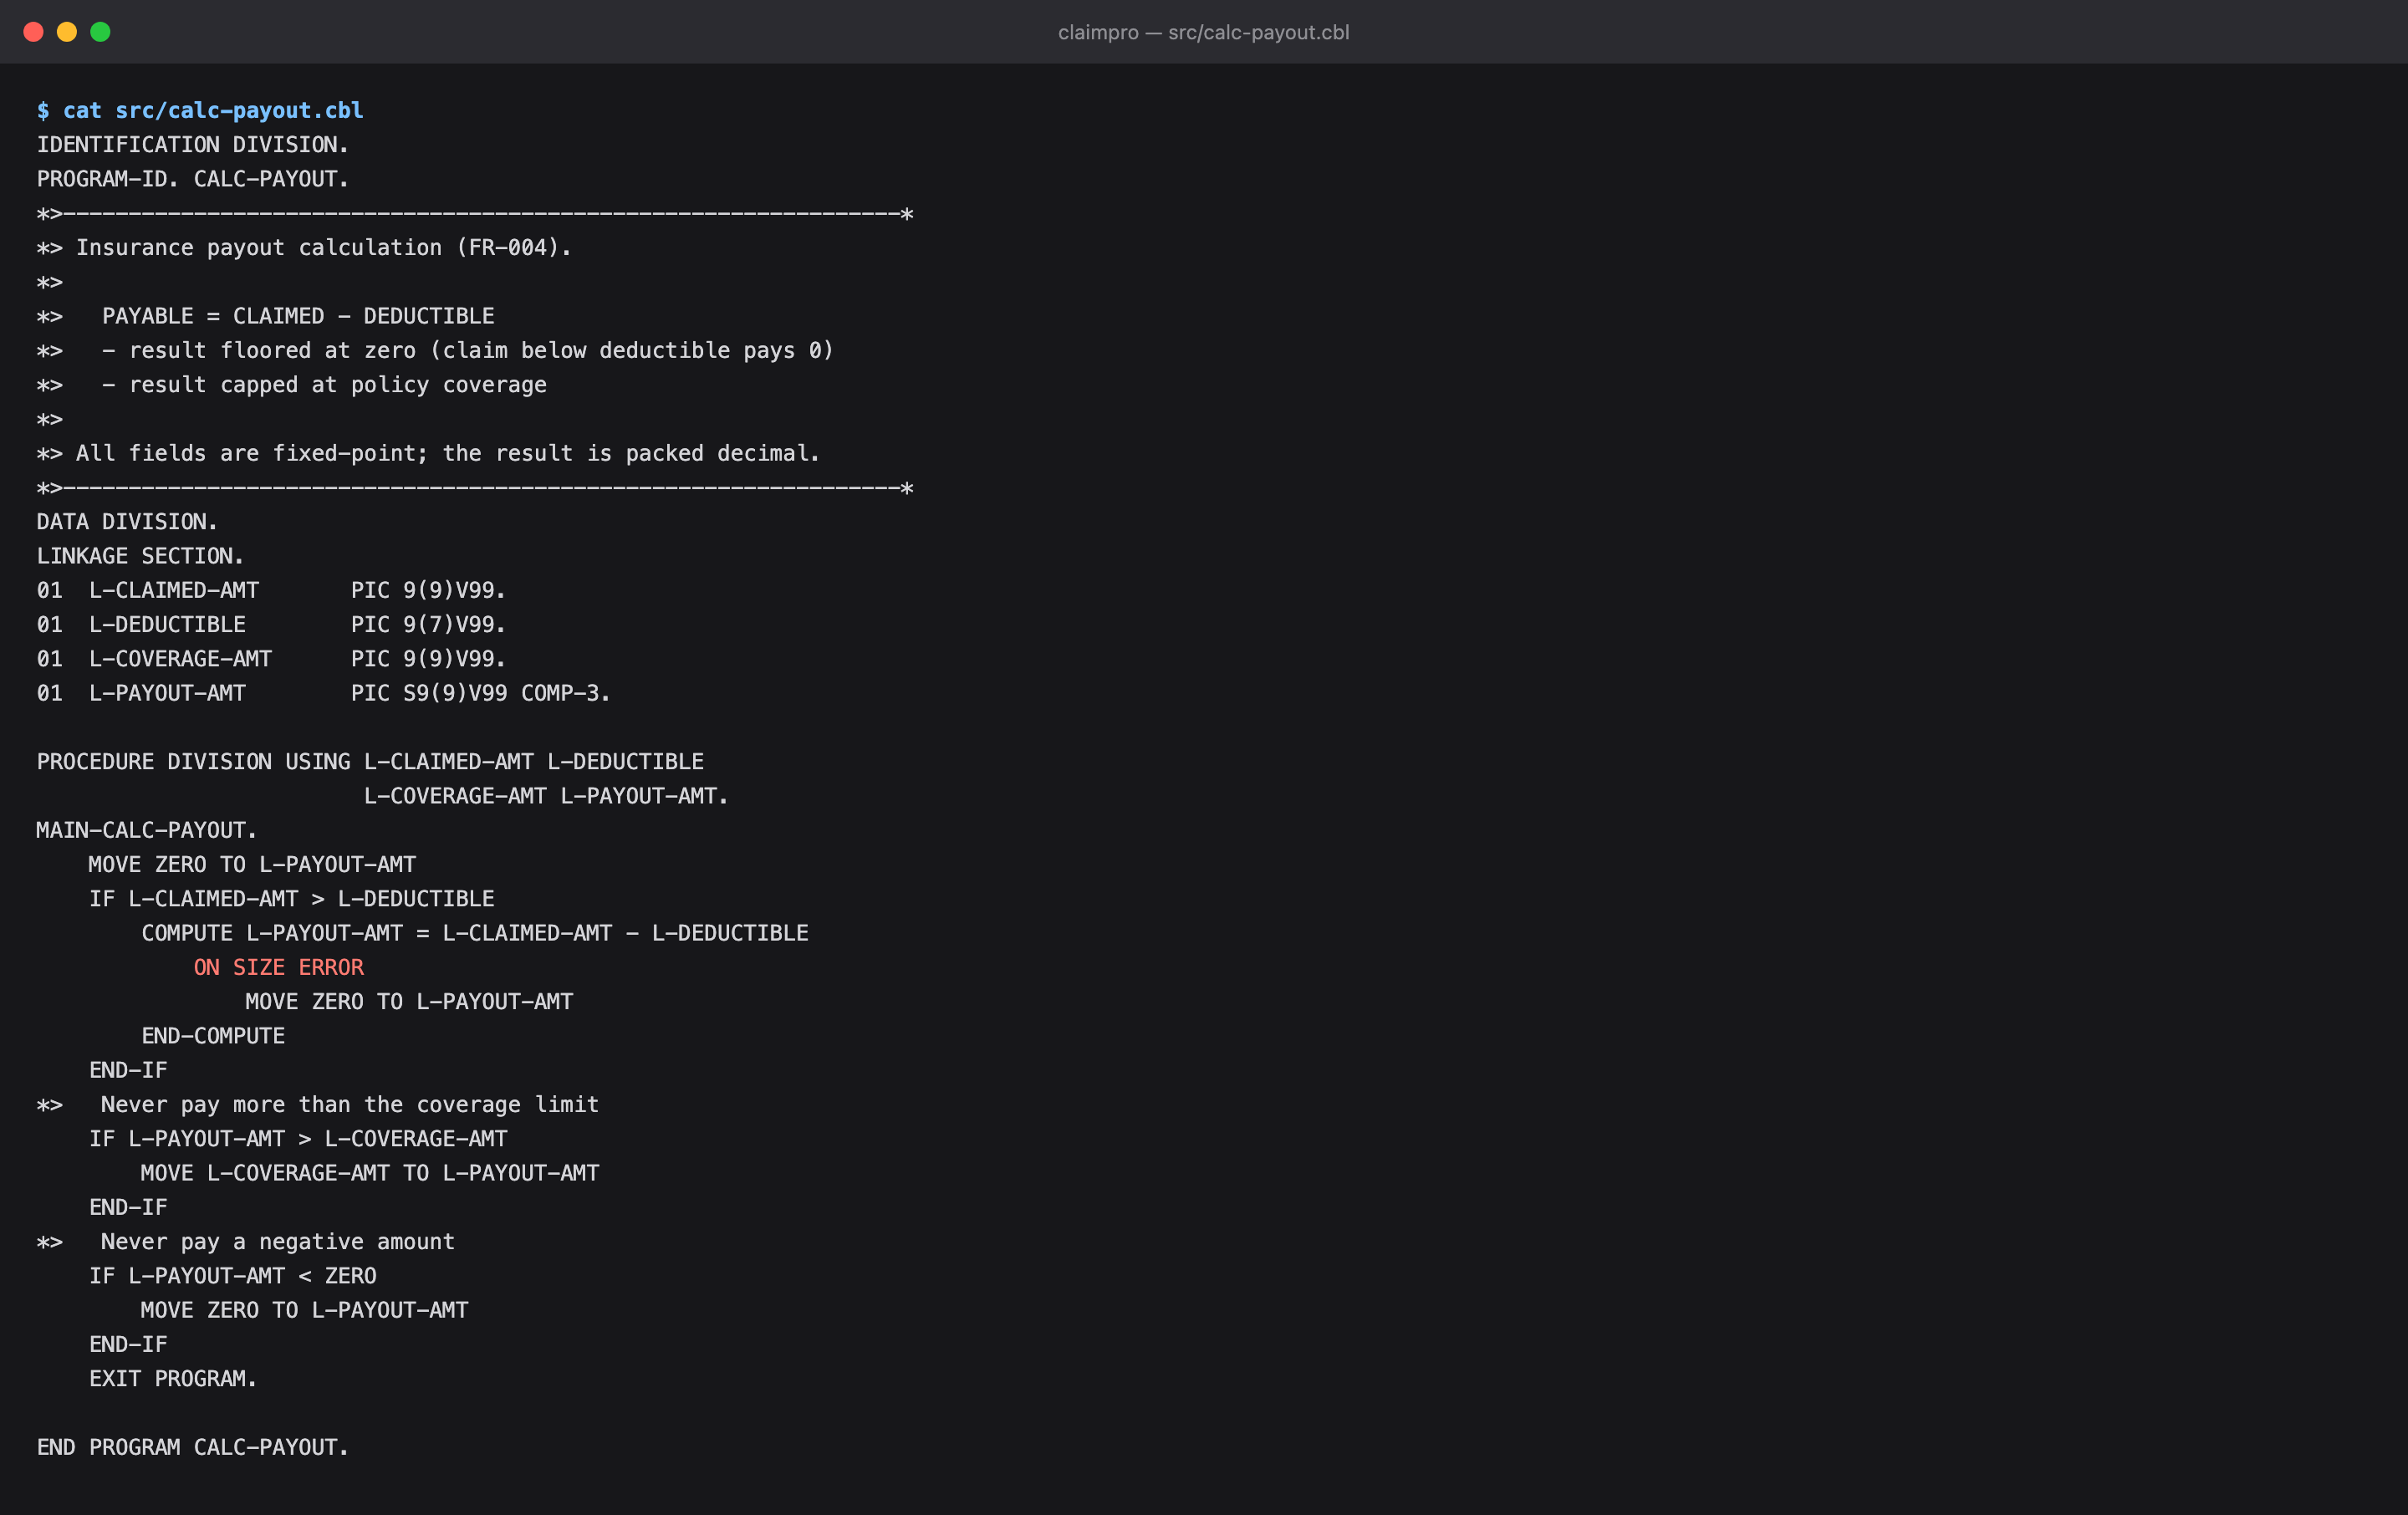 claimpro — src/calc-payout.cbl
$ cat src/calc-payout.cbl
IDENTIFICATION DIVISION.
PROGRAM-ID. CALC-PAYOUT.
*>----------------------------------------------------------------*
*> Insurance payout calculation (FR-004).
*>
*>   PAYABLE = CLAIMED - DEDUCTIBLE
*>   - result floored at zero (claim below deductible pays 0)
*>   - result capped at policy coverage
*>
*> All fields are fixed-point; the result is packed decimal.
*>----------------------------------------------------------------*
DATA DIVISION.
LINKAGE SECTION.
01  L-CLAIMED-AMT       PIC 9(9)V99.
01  L-DEDUCTIBLE        PIC 9(7)V99.
01  L-COVERAGE-AMT      PIC 9(9)V99.
01  L-PAYOUT-AMT        PIC S9(9)V99 COMP-3.

PROCEDURE DIVISION USING L-CLAIMED-AMT L-DEDUCTIBLE
                         L-COVERAGE-AMT L-PAYOUT-AMT.
MAIN-CALC-PAYOUT.
    MOVE ZERO TO L-PAYOUT-AMT
    IF L-CLAIMED-AMT > L-DEDUCTIBLE
        COMPUTE L-PAYOUT-AMT = L-CLAIMED-AMT - L-DEDUCTIBLE
            ON SIZE ERROR
                MOVE ZERO TO L-PAYOUT-AMT
        END-COMPUTE
    END-IF
*>   Never pay more than the coverage limit
    IF L-PAYOUT-AMT > L-COVERAGE-AMT
        MOVE L-COVERAGE-AMT TO L-PAYOUT-AMT
    END-IF
*>   Never pay a negative amount
    IF L-PAYOUT-AMT < ZERO
        MOVE ZERO TO L-PAYOUT-AMT
    END-IF
    EXIT PROGRAM.

END PROGRAM CALC-PAYOUT.